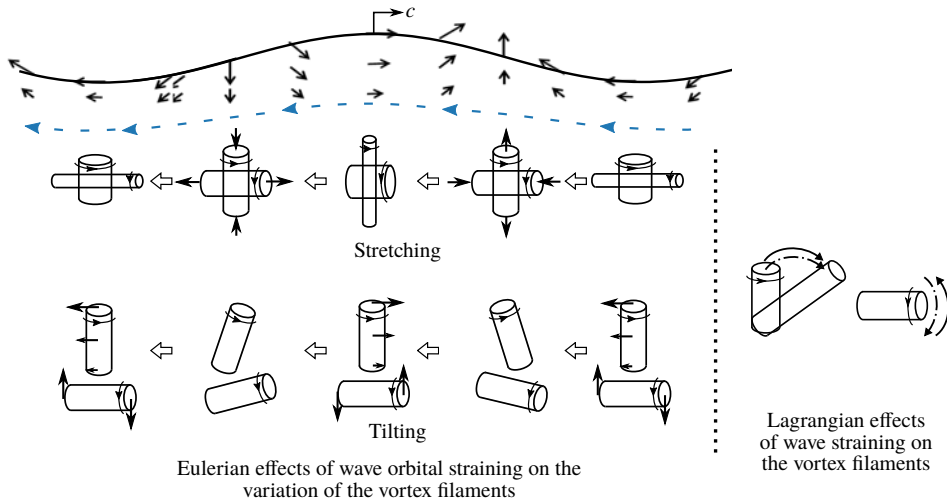 c
Stretching
Tilting
Eulerian effects of wave orbital straining on the
variation of the vortex filaments
Lagrangian effects
of wave straining on
the vortex filaments